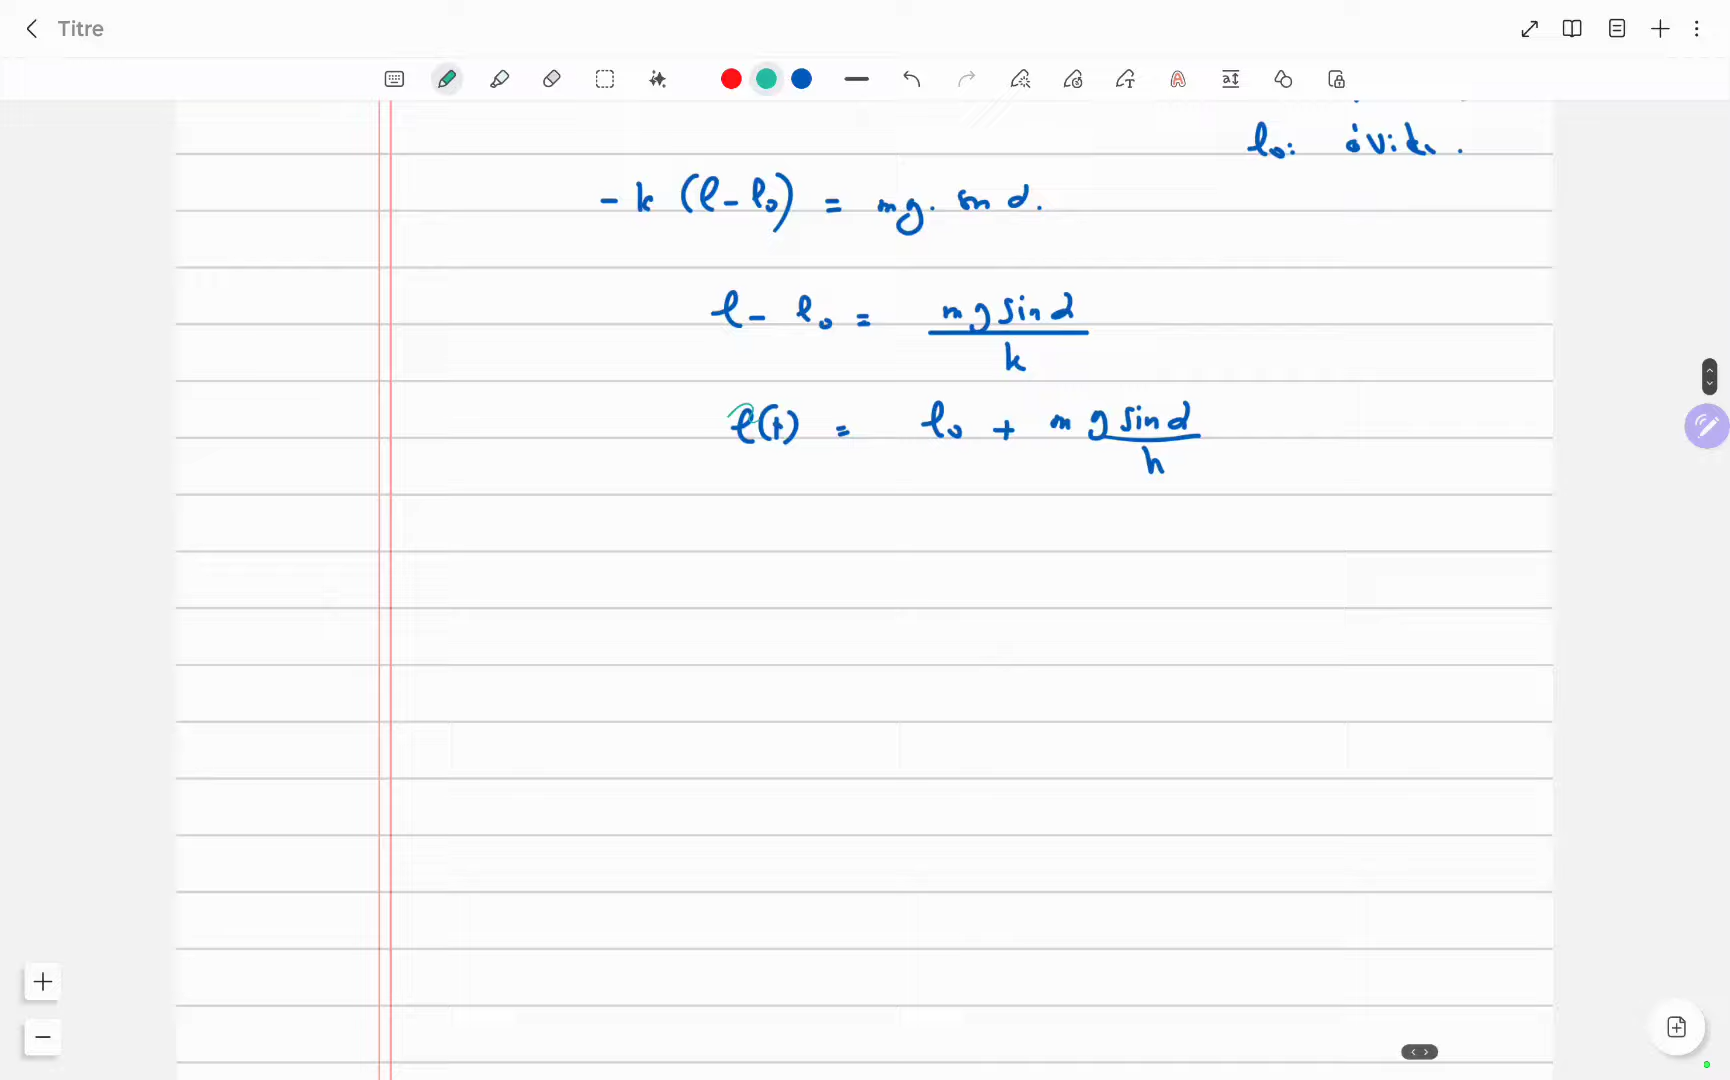 Titre
l₀: à vide.
- k (l - l₀) = mg. sin α.
l - l₀ = mg sin α / k
l(t) = l₀ + mg sin α / k